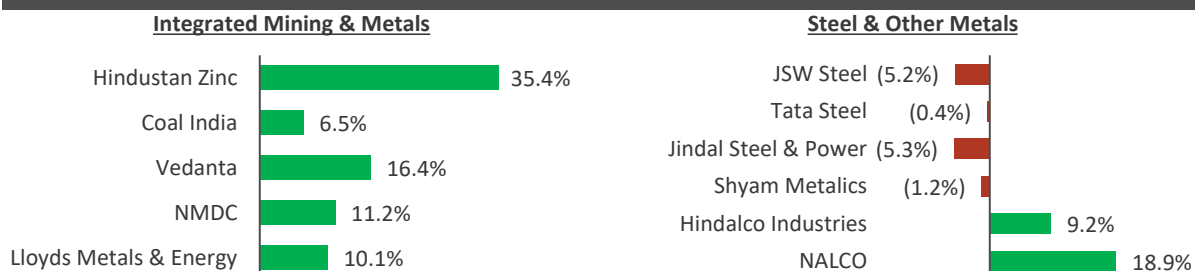 Integrated Mining & Metals
Hindustan Zinc 35.4%
Coal India 6.5%
Vedanta 16.4%
NMDC 11.2%
Lloyds Metals & Energy 10.1%
Steel & Other Metals
JSW Steel (5.2%)
Tata Steel (0.4%)
Jindal Steel & Power (5.3%)
Shyam Metalics (1.2%)
Hindalco Industries 9.2%
NALCO 18.9%